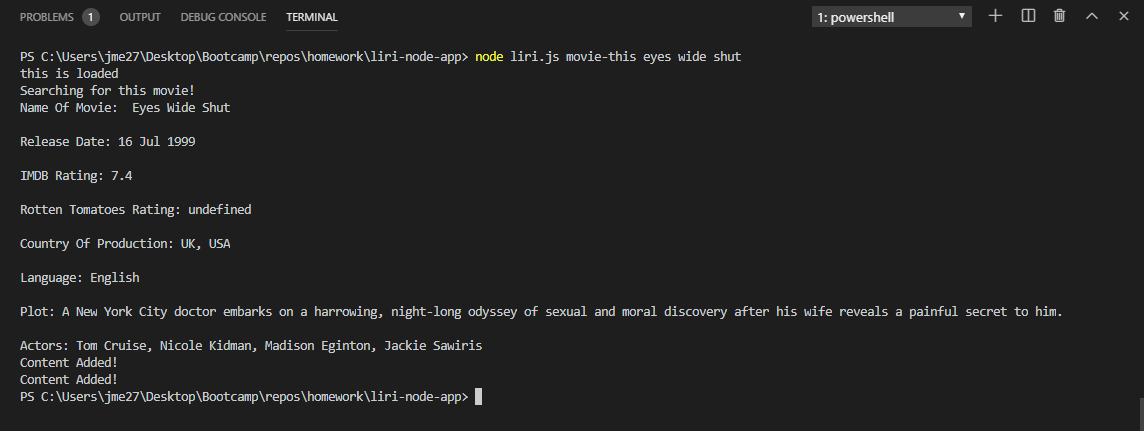 PROBLEMS 1 OUTPUT DEBUG CONSOLE TERMINAL 1: powershell
PS C:\Users\jme27\Desktop\Bootcamp\repos\homework\liri-node-app> node liri.js movie-this eyes wide shut
this is loaded
Searching for this movie!
Name Of Movie:  Eyes Wide Shut
Release Date: 16 Jul 1999
IMDB Rating: 7.4
Rotten Tomatoes Rating: undefined
Country Of Production: UK, USA
Language: English
Plot: A New York City doctor embarks on a harrowing, night-long odyssey of sexual and moral discovery after his wife reveals a painful secret to him.
Actors: Tom Cruise, Nicole Kidman, Madison Eginton, Jackie Sawiris
Content Added!
Content Added!
PS C:\Users\jme27\Desktop\Bootcamp\repos\homework\liri-node-app>